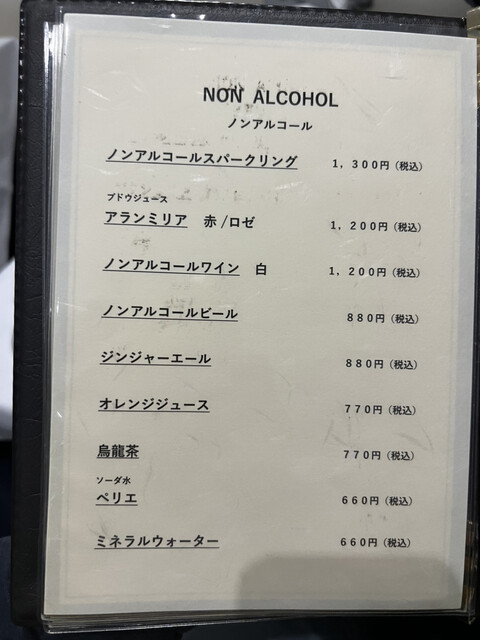 NON ALCOHOL
ノンアルコール
ノンアルコールスパークリング 1,300円（税込）
ブドウジュース
アランミリア 赤/ロゼ 1,200円（税込）
ノンアルコールワイン 白 1,200円（税込）
ノンアルコールビール 880円（税込）
ジンジャーエール 880円（税込）
オレンジジュース 770円（税込）
烏龍茶 770円（税込）
ソーダ水
ペリエ 660円（税込）
ミネラルウォーター 660円（税込）